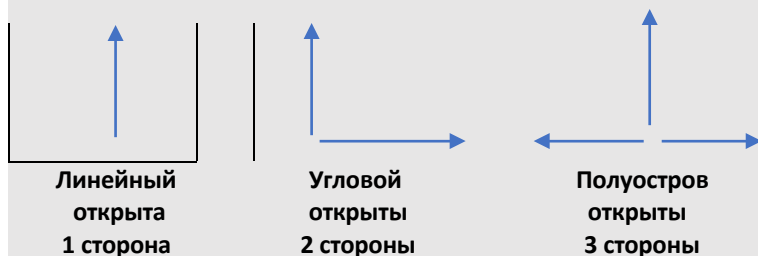 Линейный
открыта
1 сторона
Угловой
открыты
2 стороны
Полуостров
открыты
3 стороны